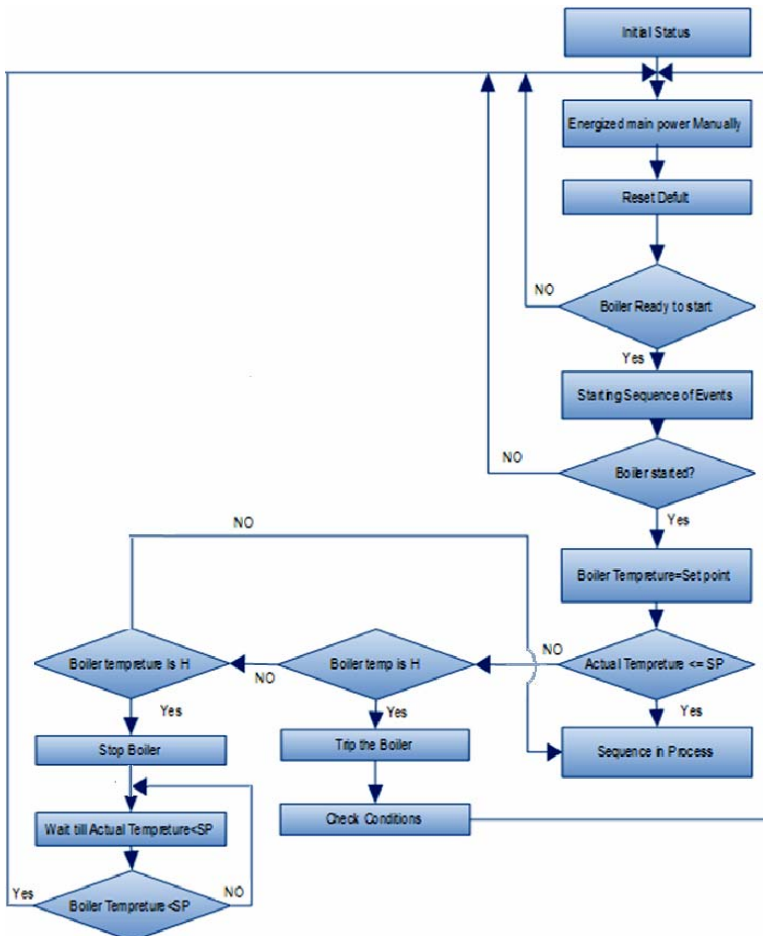 Initial Status
Energized main power Manually
Reset Defult
Boiler Ready to start
NO
Yes
Starting Sequence of Events
Boiler started?
NO
Yes
Boiler Tempreture=Set point
NO
Actual Tempreture <= SP
NO
Boiler temp is H
NO
Boiler tempreture is H
Yes
Yes
Yes
Sequence in Process
Trip the Boiler
Stop Boiler
Check Conditions
Wait till Actual Tempreture<SP
Boiler Tempreture <SP
Yes
NO